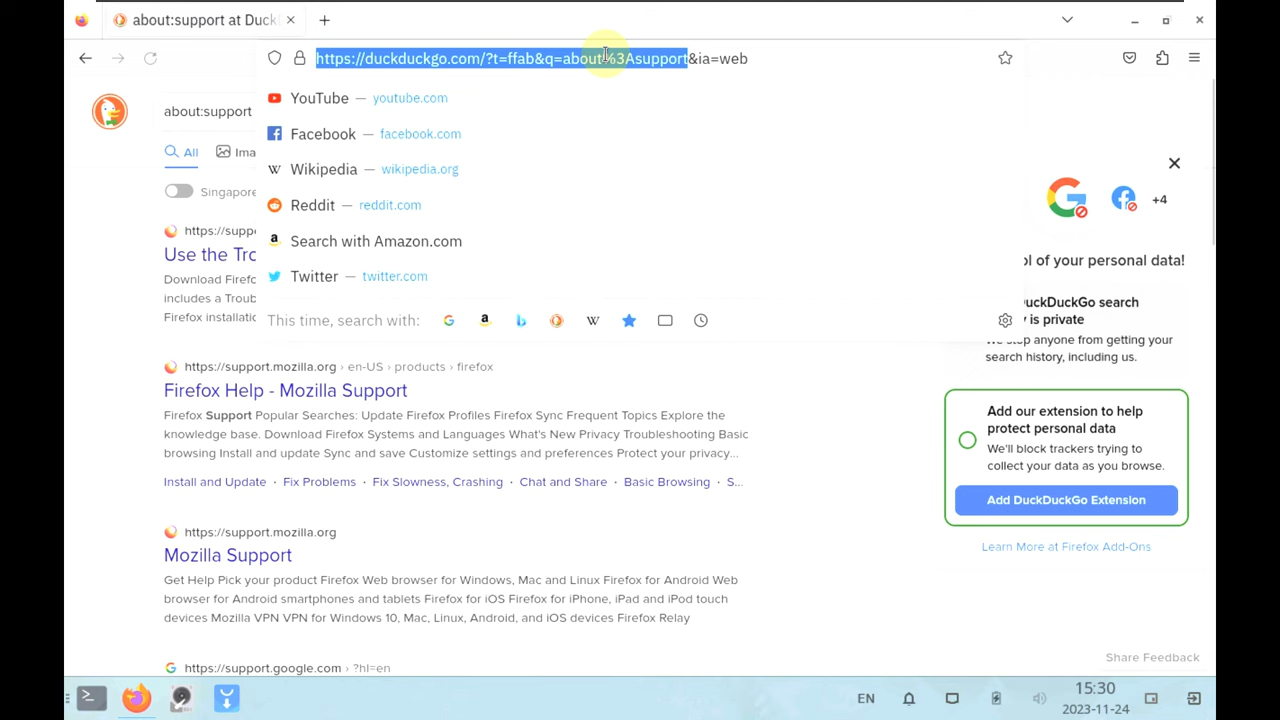 about:support at Duck
https://duckduckgo.com/?t=ffab&q=about%3Asupport&ia=web
YouTube — youtube.com
Facebook — facebook.com
Wikipedia — wikipedia.org
Reddit — reddit.com
Search with Amazon.com
Twitter — twitter.com
This time, search with:
about:support
All Ima
Singapore
https://suppo
Use the Tro
Download Firefo
includes a Troub
Firefox installatio
https://support.mozilla.org › en-US › products › firefox
Firefox Help - Mozilla Support
Firefox Support Popular Searches: Update Firefox Profiles Firefox Sync Frequent Topics Explore the
knowledge base. Download Firefox Systems and Languages What's New Privacy Troubleshooting Basic
browsing Install and update Sync and save Customize settings and preferences Protect your privacy...
Install and Update · Fix Problems · Fix Slowness, Crashing · Chat and Share · Basic Browsing · S...
https://support.mozilla.org
Mozilla Support
Get Help Pick your product Firefox Web browser for Windows, Mac and Linux Firefox for Android Web
browser for Android smartphones and tablets Firefox for iOS Firefox for iPhone, iPad and iPod touch
devices Mozilla VPN VPN for Windows 10, Mac, Linux, Android, and iOS devices Firefox Relay
https://support.google.com › ?hl=en
+4
ol of your personal data!
uckDuckGo search
y is private
We stop anyone from getting your
search history, including us.
Add our extension to help
protect personal data
We'll block trackers trying to
collect your data as you browse.
Add DuckDuckGo Extension
Learn More at Firefox Add-Ons
Share Feedback
EN
15:30
2023-11-24